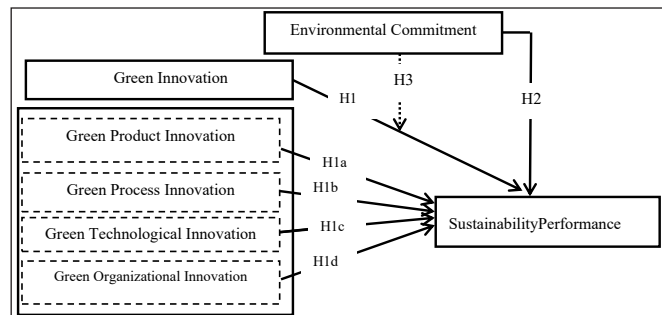 Environmental Commitment
Green Innovation
H3
H1
H2
Green Product Innovation
H1a
Green Process Innovation
H1b
SustainabilityPerformance
Green Technological Innovation
H1c
Green Organizational Innovation
H1d